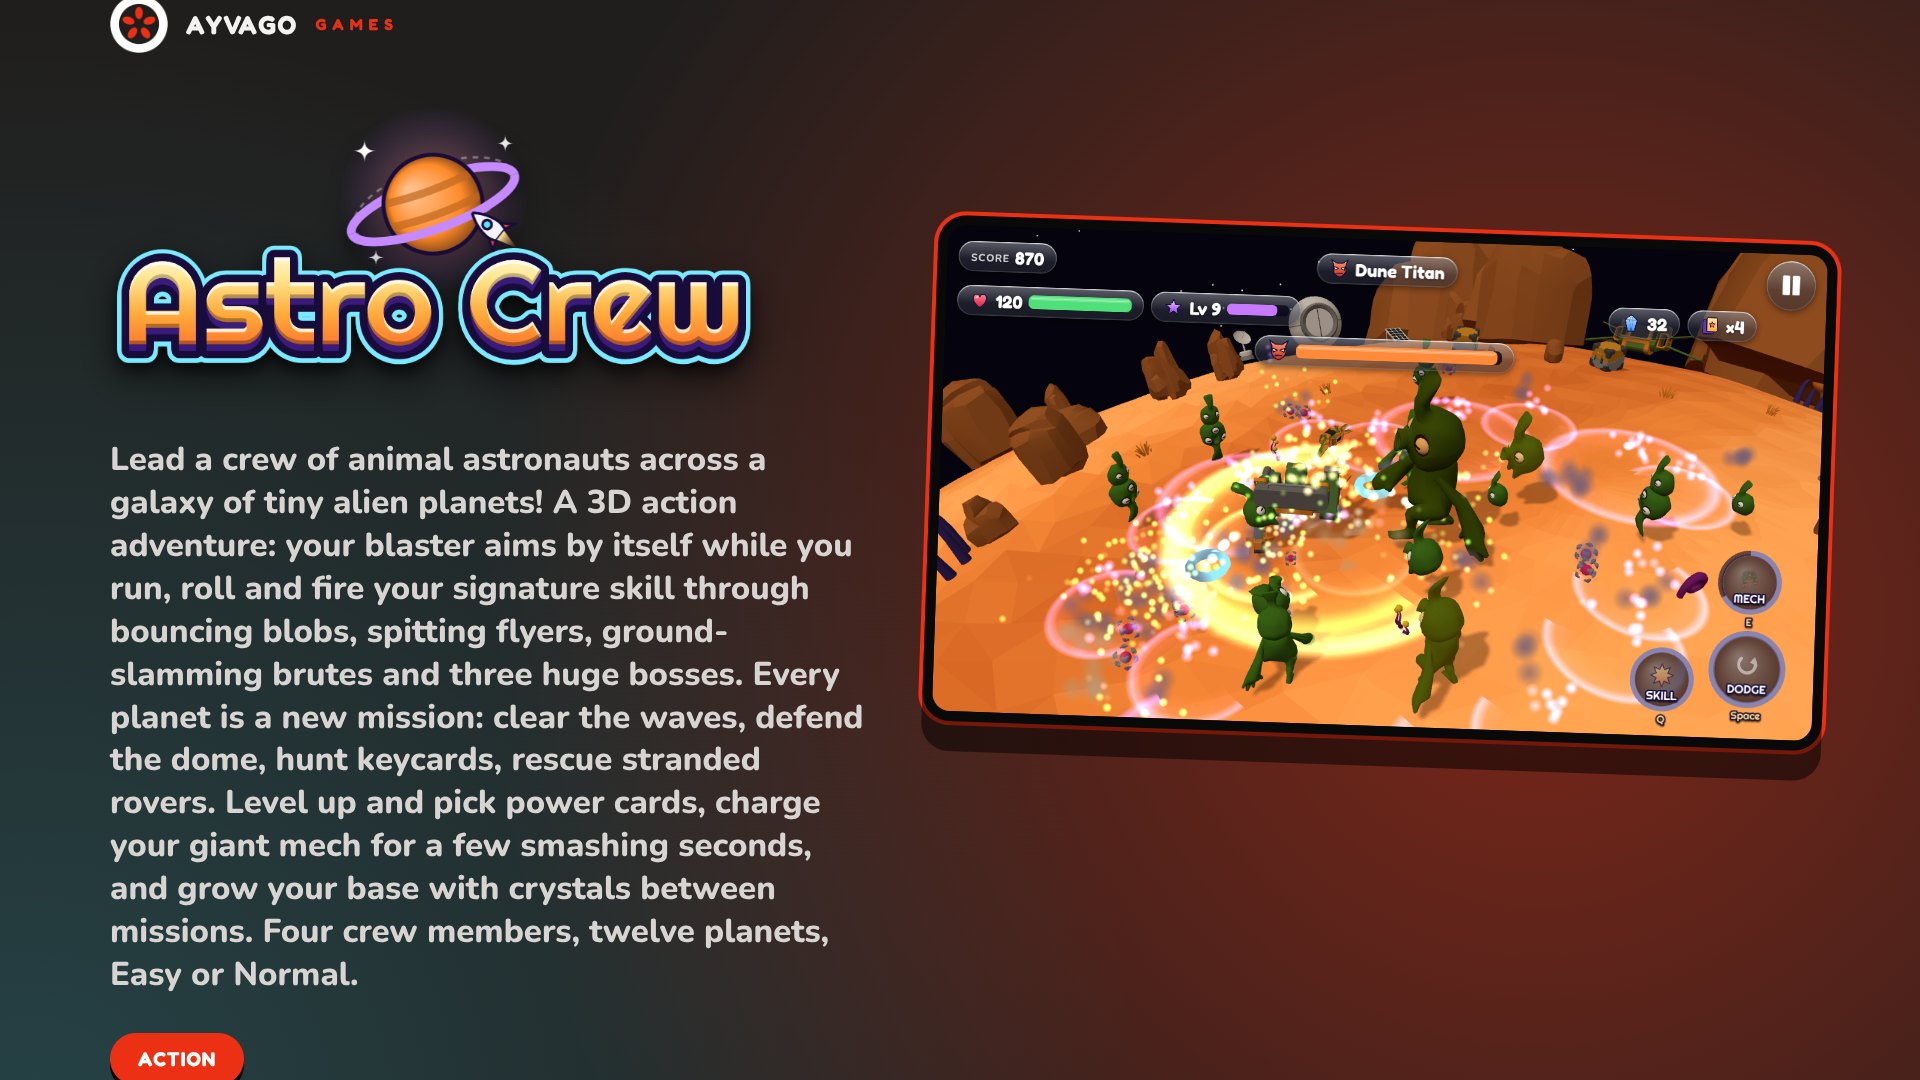 AYVAGO GAMES
Astro Crew
Lead a crew of animal astronauts across a
galaxy of tiny alien planets! A 3D action
adventure: your blaster aims by itself while you
run, roll and fire your signature skill through
bouncing blobs, spitting flyers, ground-
slamming brutes and three huge bosses. Every
planet is a new mission: clear the waves, defend
the dome, hunt keycards, rescue stranded
rovers. Level up and pick power cards, charge
your giant mech for a few smashing seconds,
and grow your base with crystals between
missions. Four crew members, twelve planets,
Easy or Normal.
ACTION
SCORE 870
Dune Titan
120
Lv 9
32
x4
MECH
E
SKILL
Q
DODGE
Space